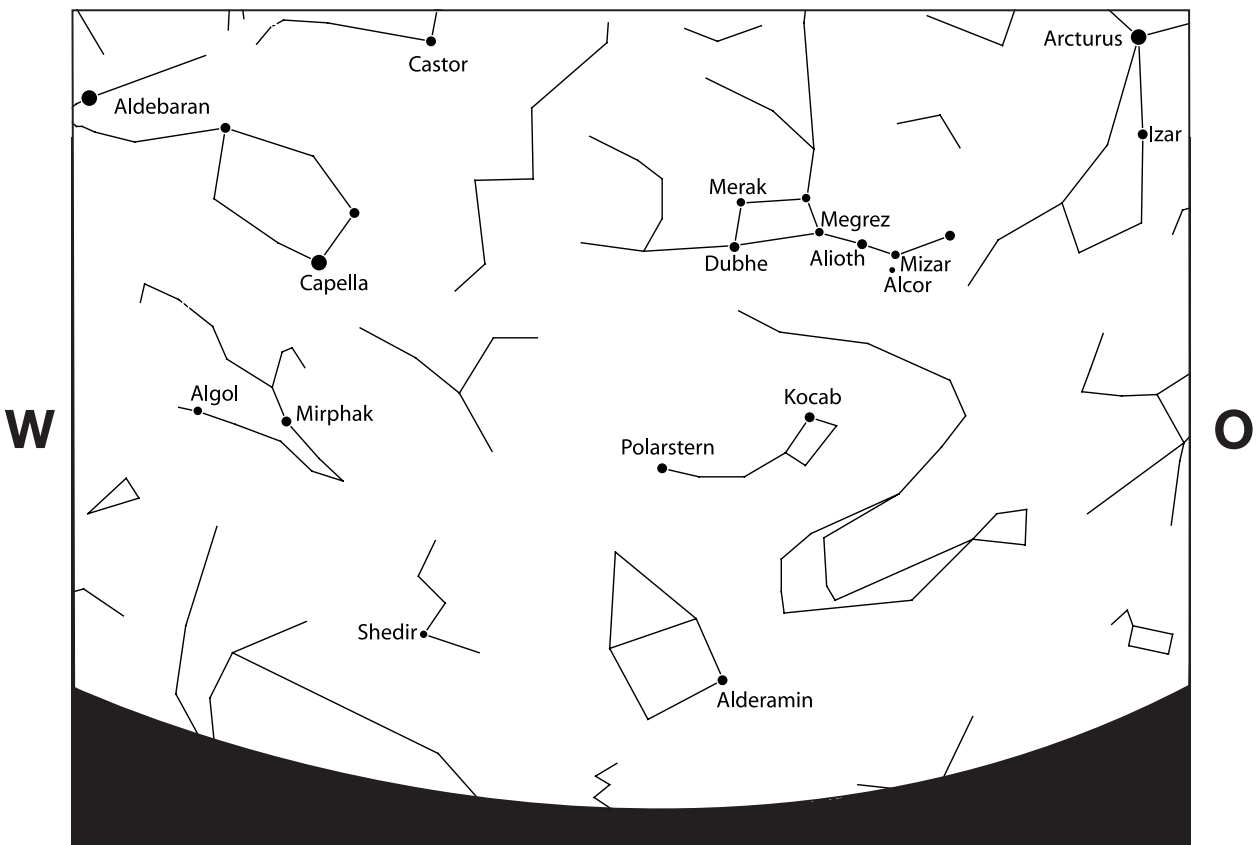 Arcturus
Castor
Aldebaran
Izar
Merak
Megrez
Dubhe
Alioth
Mizar
Alcor
Capella
Algol
Mirphak
Kocab
W
O
Polarstern
Shedir
Alderamin